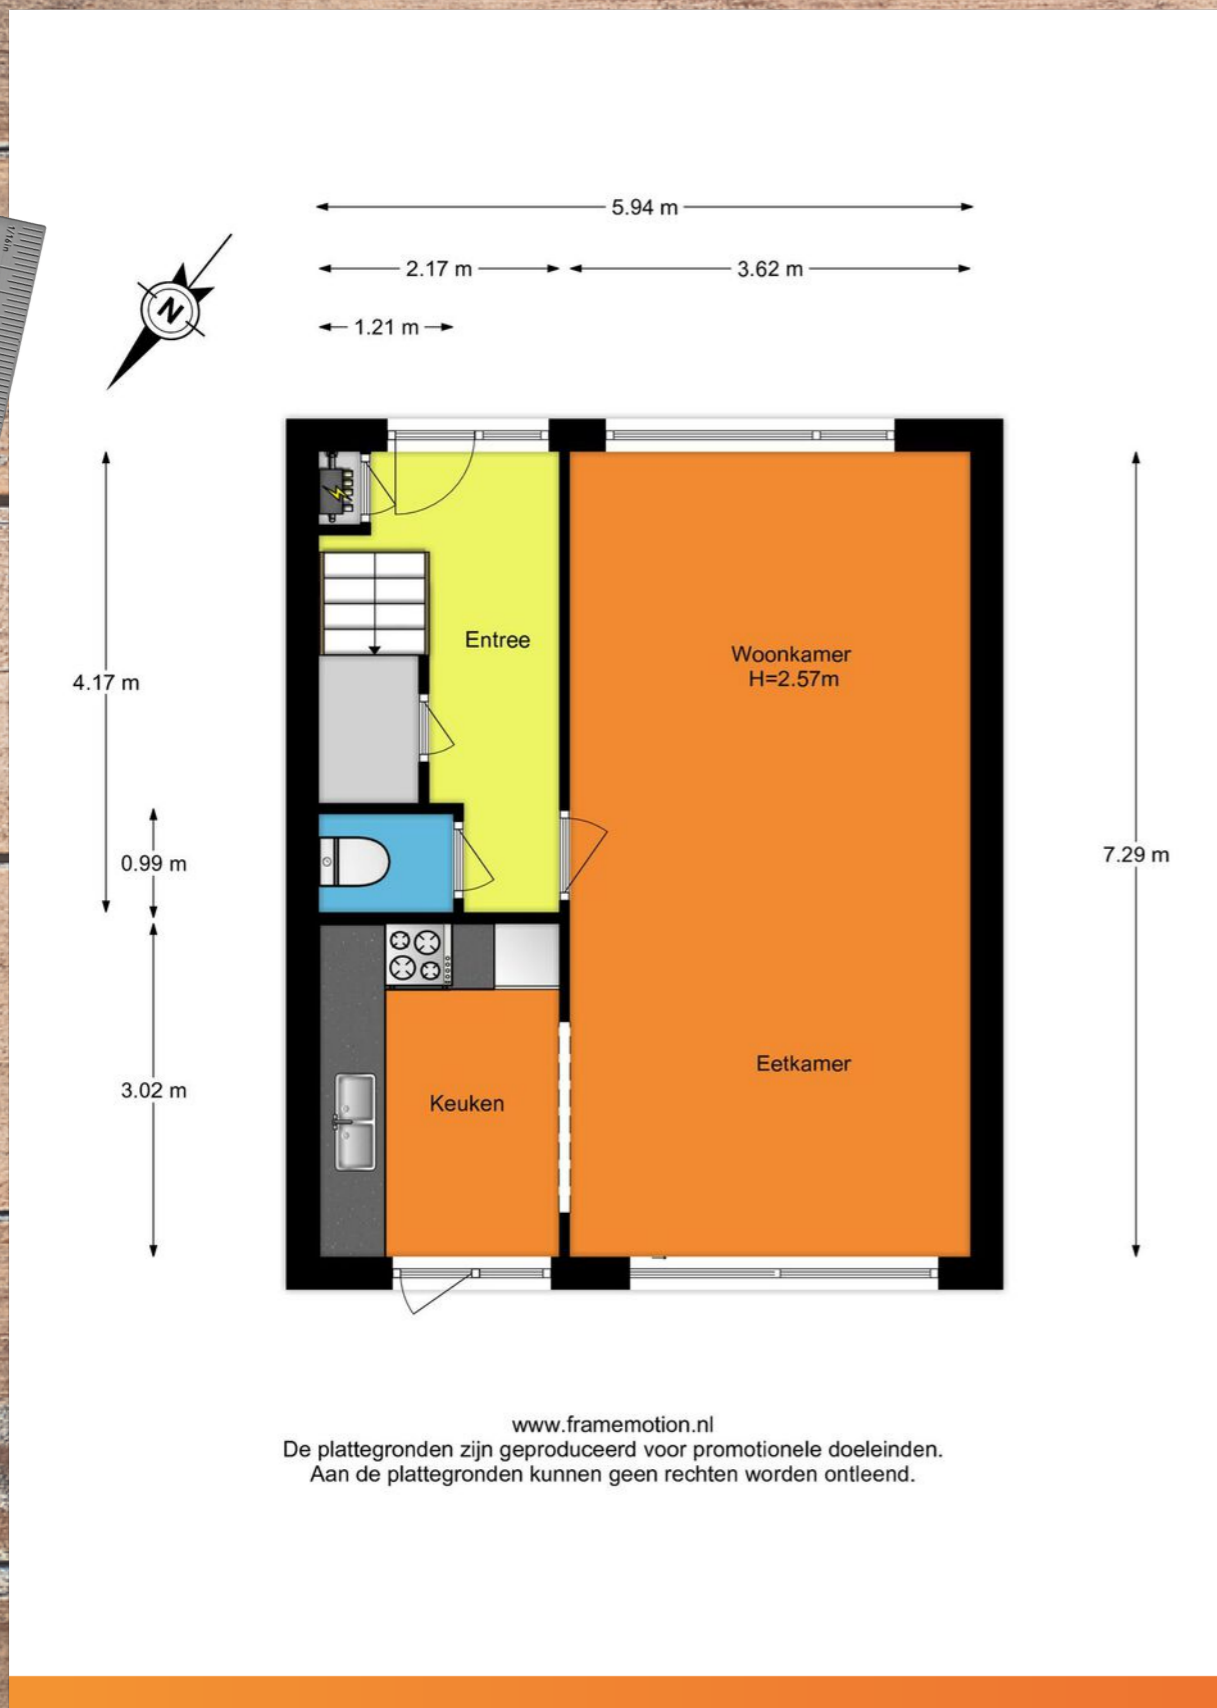 1/16in
5.94 m
2.17 m
3.62 m
1.21 m
N
Entree
Woonkamer
H=2.57m
4.17 m
0.99 m
7.29 m
3.02 m
Keuken
Eetkamer
www.framemotion.nl
De plattegronden zijn geproduceerd voor promotionele doeleinden.
Aan de plattegronden kunnen geen rechten worden ontleend.